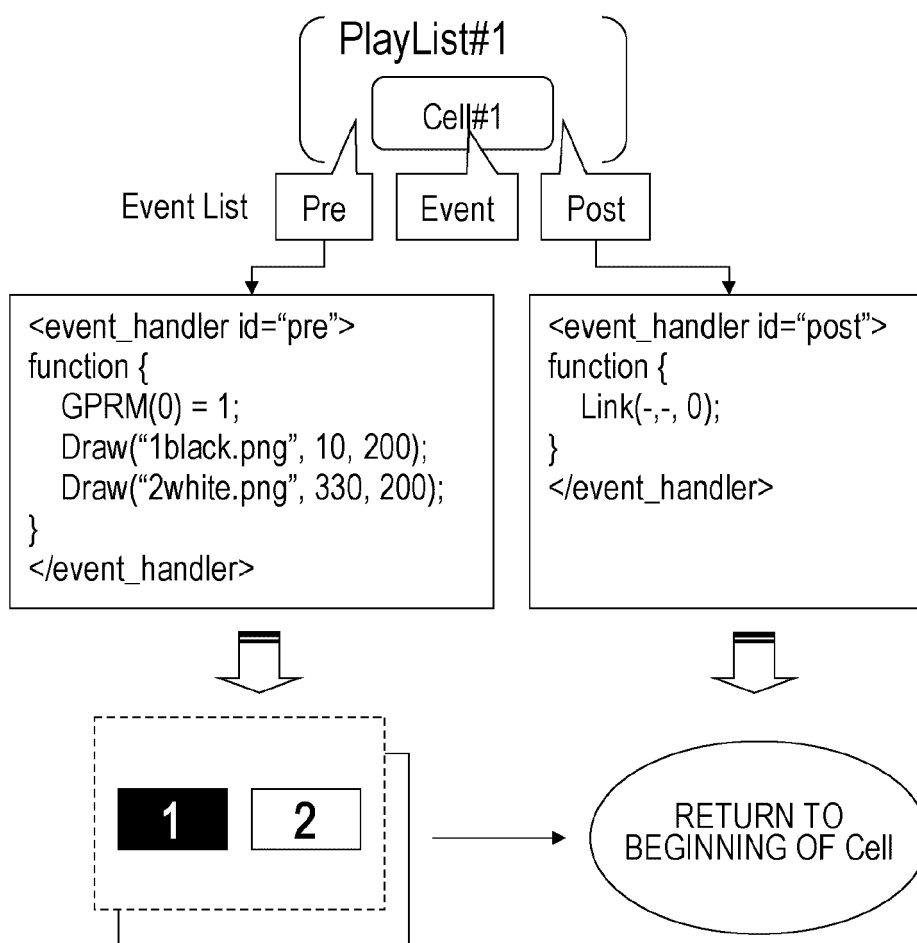 PlayList#1
Cell#1
Event List
Pre
Event
Post
<event_handler id=“pre”>
function {
GPRM(0) = 1;
Draw(“1black.png”, 10, 200);
Draw(“2white.png”, 330, 200);
}
</event_handler>
<event_handler id=“post”>
function {
Link(-,-, 0);
}
</event_handler>
1
2
RETURN TO
BEGINNING OF Cell